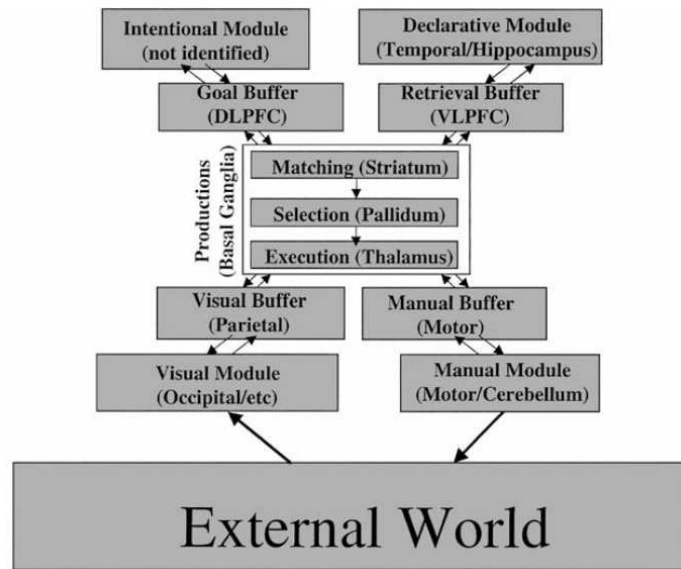 Intentional Module
(not identified)
Declarative Module
(Temporal/Hippocampus)
Goal Buffer
(DLPFC)
Retrieval Buffer
(VLPFC)
Productions
(Basal Ganglia)
Matching (Striatum)
Selection (Pallidum)
Execution (Thalamus)
Visual Buffer
(Parietal)
Manual Buffer
(Motor)
Visual Module
(Occipital/etc)
Manual Module
(Motor/Cerebellum)
External World